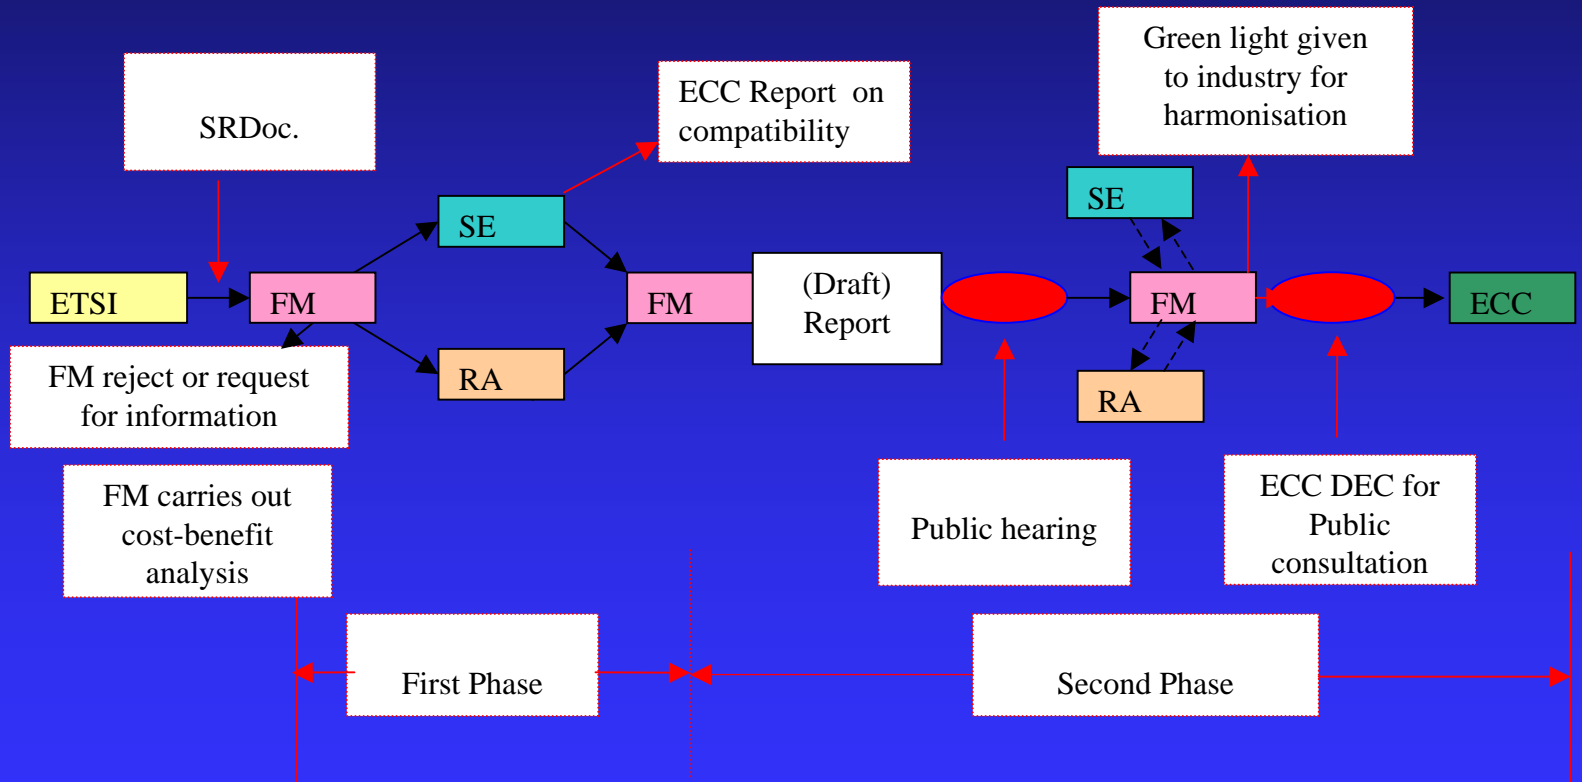 Green light given
to industry for
harmonisation
SRDoc.
ECC Report on
compatibility
SE
SE
ETSI
FM
FM
(Draft)
Report
FM
ECC
RA
RA
FM reject or request
for information
FM carries out
cost-benefit
analysis
Public hearing
ECC DEC for
Public
consultation
First Phase
Second Phase